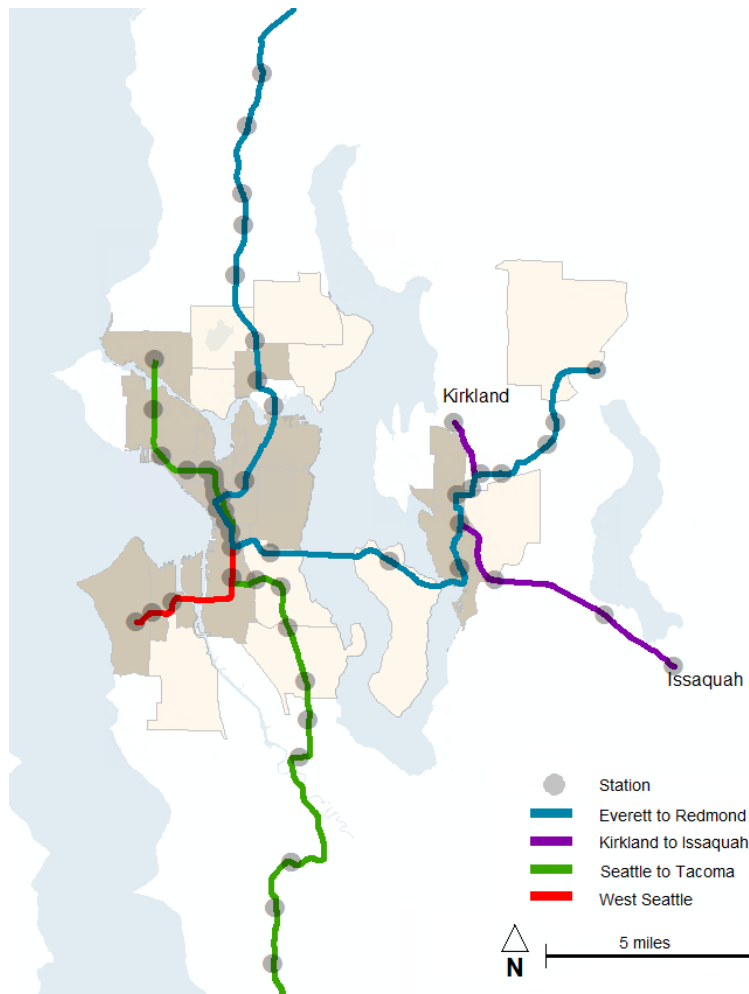 Kirkland
Issaquah
Station
Everett to Redmond
Kirkland to Issaquah
Seattle to Tacoma
West Seattle
N
5 miles